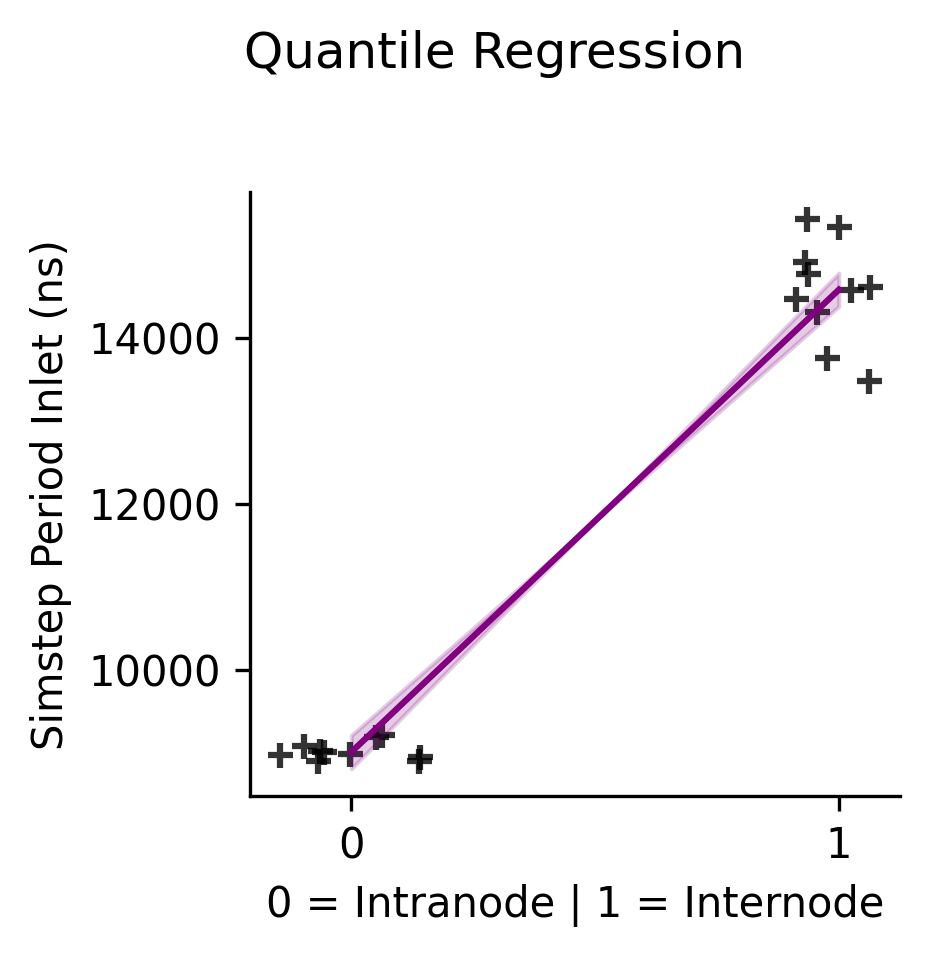 Quantile Regression
Simstep Period Inlet (ns)
14000
12000
10000
0
1
0 = Intranode | 1 = Internode